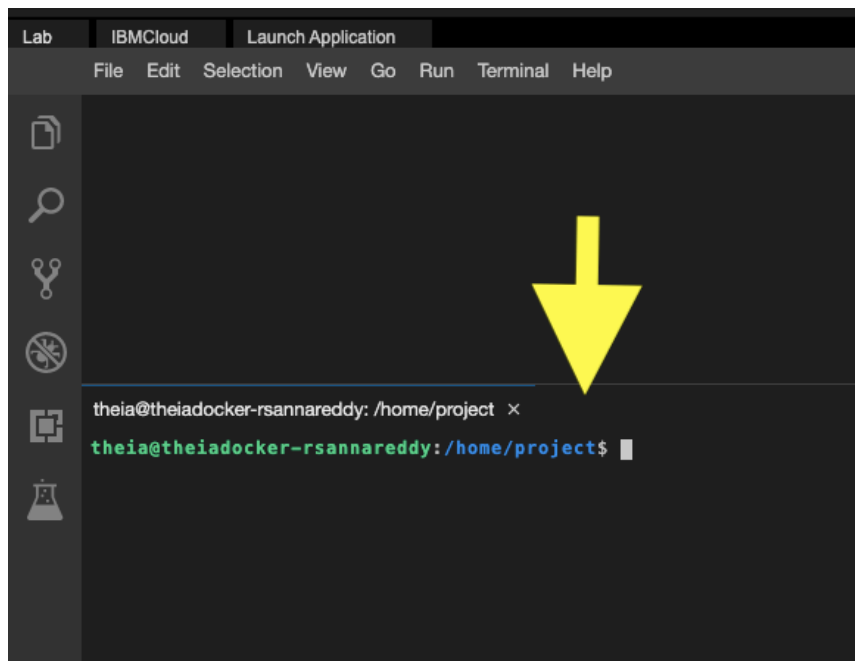 Lab IBMCloud Launch Application
File Edit Selection View Go Run Terminal Help
theia@theiadocker-rsannareddy: /home/project ×
theia@theiadocker-rsannareddy:/home/project$